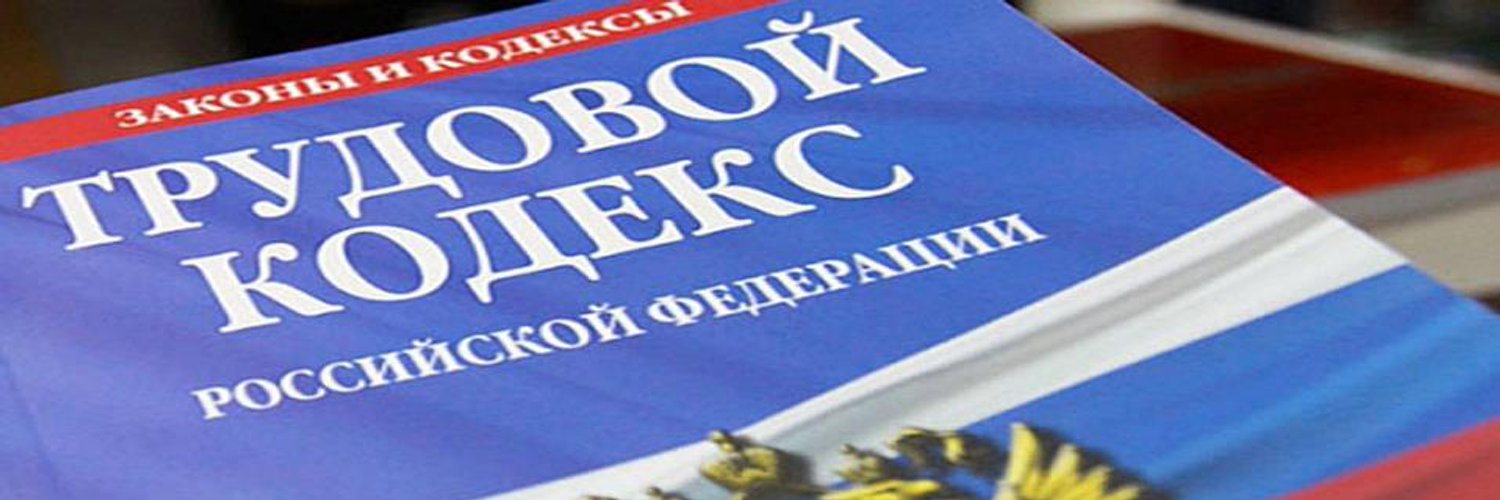 ЗАКОНЫ И КОДЕКСЫ
ТРУДОВОЙ
КОДЕКС
РОССИЙСКОЙ ФЕДЕРАЦИИ